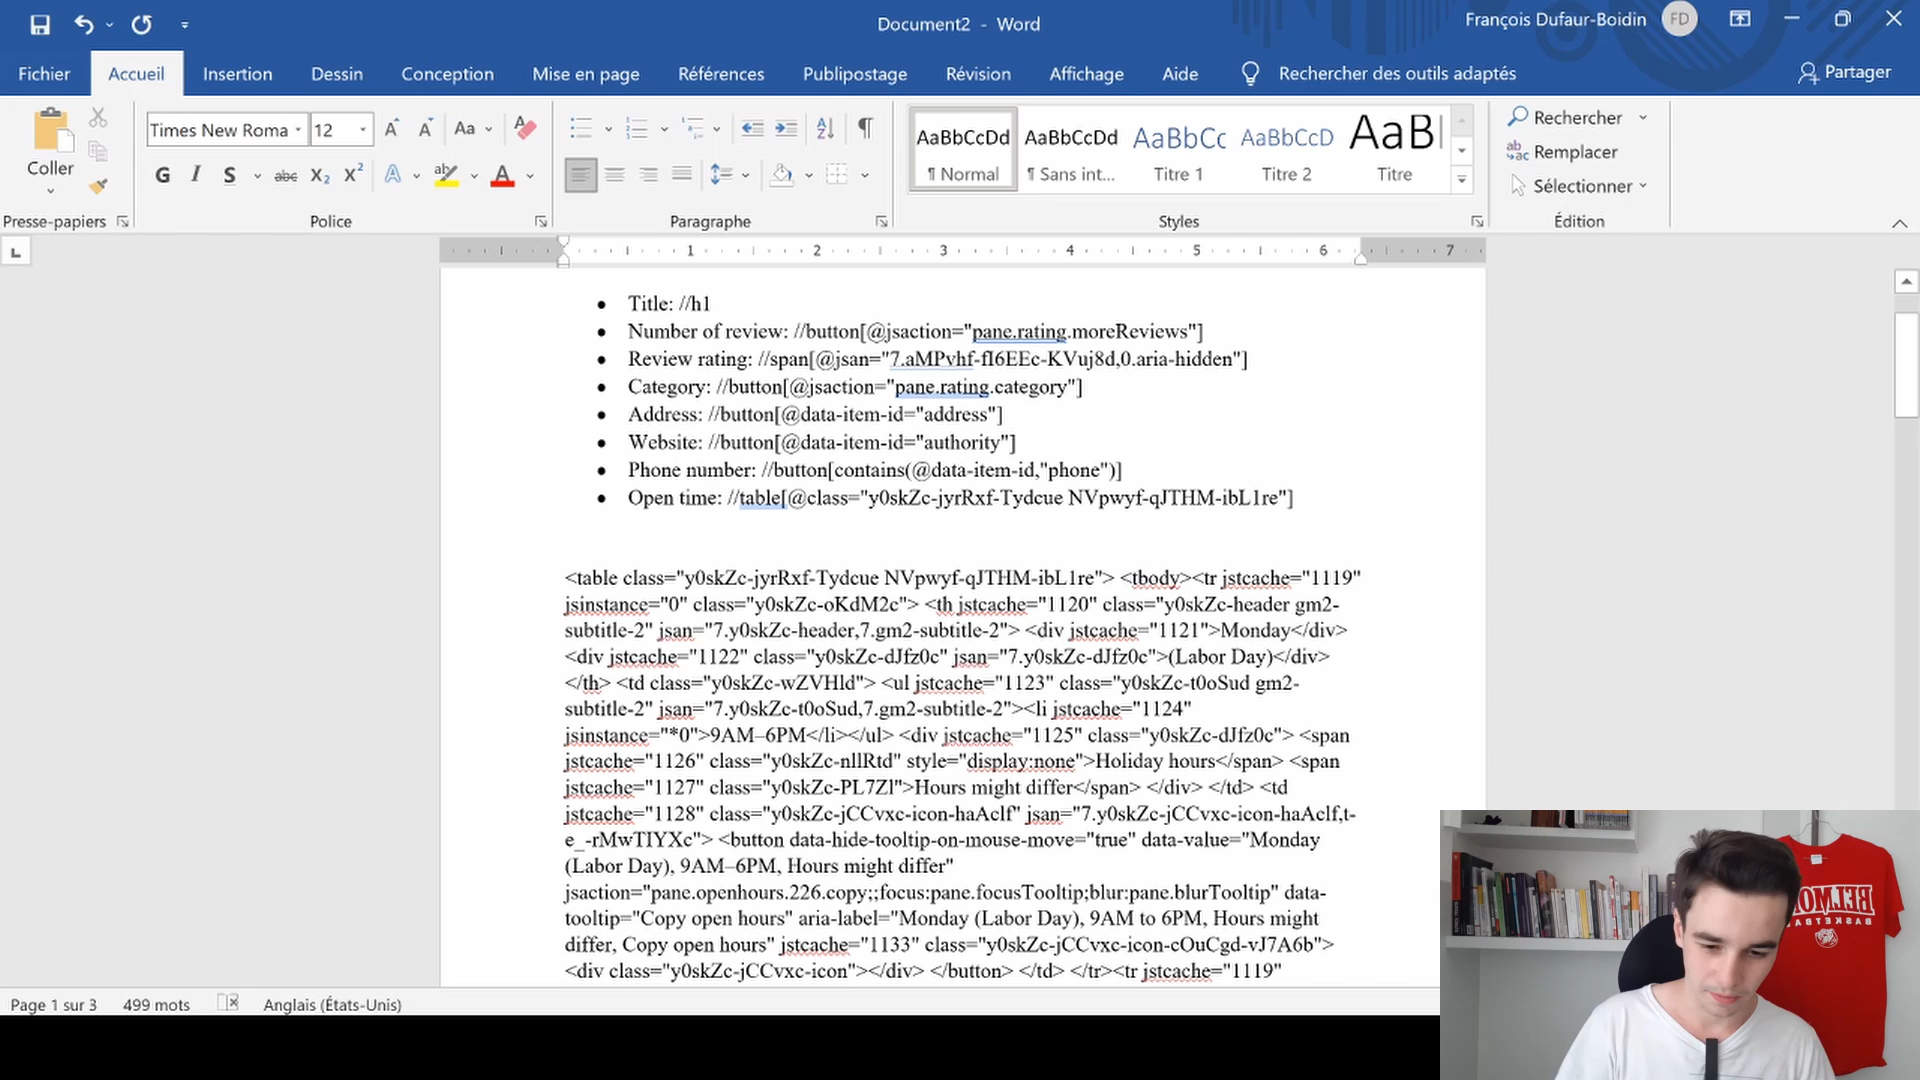 Document2 - Word
François Dufaur-Boidin
FD
Fichier
Accueil
Insertion
Dessin
Conception
Mise en page
Références
Publipostage
Révision
Affichage
Aide
Rechercher des outils adaptés
Partager
Coller
Times New Roma
12
Aa
G I S abc X₂ X²
A
ab
A
Presse-papiers
Police
Paragraphe
AaBbCcDd
¶ Normal
AaBbCcDd
¶ Sans int...
AaBbCc
Titre 1
AaBbCcD
Titre 2
AaB
Titre
Styles
Rechercher
Remplacer
Sélectionner
Édition
1 2 3 4 5 6 7
• Title: //h1
• Number of review: //button[@jsaction="pane.rating.moreReviews"]
• Review rating: //span[@jsan="7.aMPvhf-fI6EEc-KVuj8d,0.aria-hidden"]
• Category: //button[@jsaction="pane.rating.category"]
• Address: //button[@data-item-id="address"]
• Website: //button[@data-item-id="authority"]
• Phone number: //button[contains(@data-item-id,"phone")]
• Open time: //table[@class="y0skZc-jyrRxf-Tydcue NVpwyf-qJTHM-ibL1re"]
<table class="y0skZc-jyrRxf-Tydcue NVpwyf-qJTHM-ibL1re"> <tbody><tr jstcache="1119"
jsinstance="0" class="y0skZc-oKdM2c"> <th jstcache="1120" class="y0skZc-header gm2-
subtitle-2" jsan="7.y0skZc-header,7.gm2-subtitle-2"> <div jstcache="1121">Monday</div>
<div jstcache="1122" class="y0skZc-dJfz0c" jsan="7.y0skZc-dJfz0c">(Labor Day)</div>
</th> <td class="y0skZc-wZVHld"> <ul jstcache="1123" class="y0skZc-t0oSud gm2-
subtitle-2" jsan="7.y0skZc-t0oSud,7.gm2-subtitle-2"><li jstcache="1124"
jsinstance="*0">9AM–6PM</li></ul> <div jstcache="1125" class="y0skZc-dJfz0c"> <span
jstcache="1126" class="y0skZc-nllRtd" style="display:none">Holiday hours</span> <span
jstcache="1127" class="y0skZc-PL7Zl">Hours might differ</span> </div> </td> <td
jstcache="1128" class="y0skZc-jCCvxc-icon-haAclf" jsan="7.y0skZc-jCCvxc-icon-haAclf,t-
e_-rMwTIYXc"> <button data-hide-tooltip-on-mouse-move="true" data-value="Monday
(Labor Day), 9AM–6PM, Hours might differ"
jsaction="pane.openhours.226.copy;;focus:pane.focusTooltip;blur:pane.blurTooltip" data-
tooltip="Copy open hours" aria-label="Monday (Labor Day), 9AM to 6PM, Hours might
differ, Copy open hours" jstcache="1133" class="y0skZc-jCCvxc-icon-cOuCgd-vJ7A6b">
<div class="y0skZc-jCCvxc-icon"></div> </button> </td> </tr><tr jstcache="1119"
BELMO
BASKETBA
Page 1 sur 3
499 mots
Anglais (États-Unis)